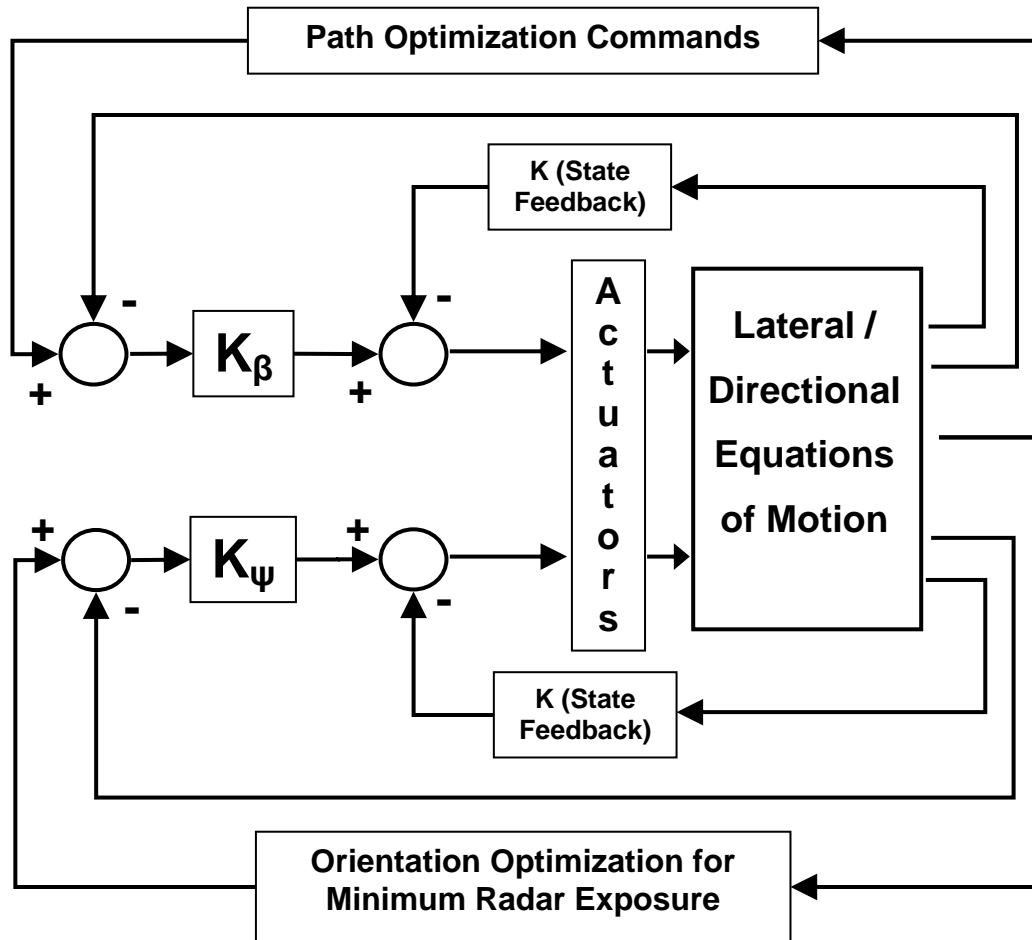 Path Optimization Commands
K (State
Feedback)
-
-
+
Kβ
+
A
c
t
u
a
t
o
r
s
Lateral /
Directional
Equations
of Motion
+
Kψ
+
-
-
K (State
Feedback)
Orientation Optimization for
Minimum Radar Exposure